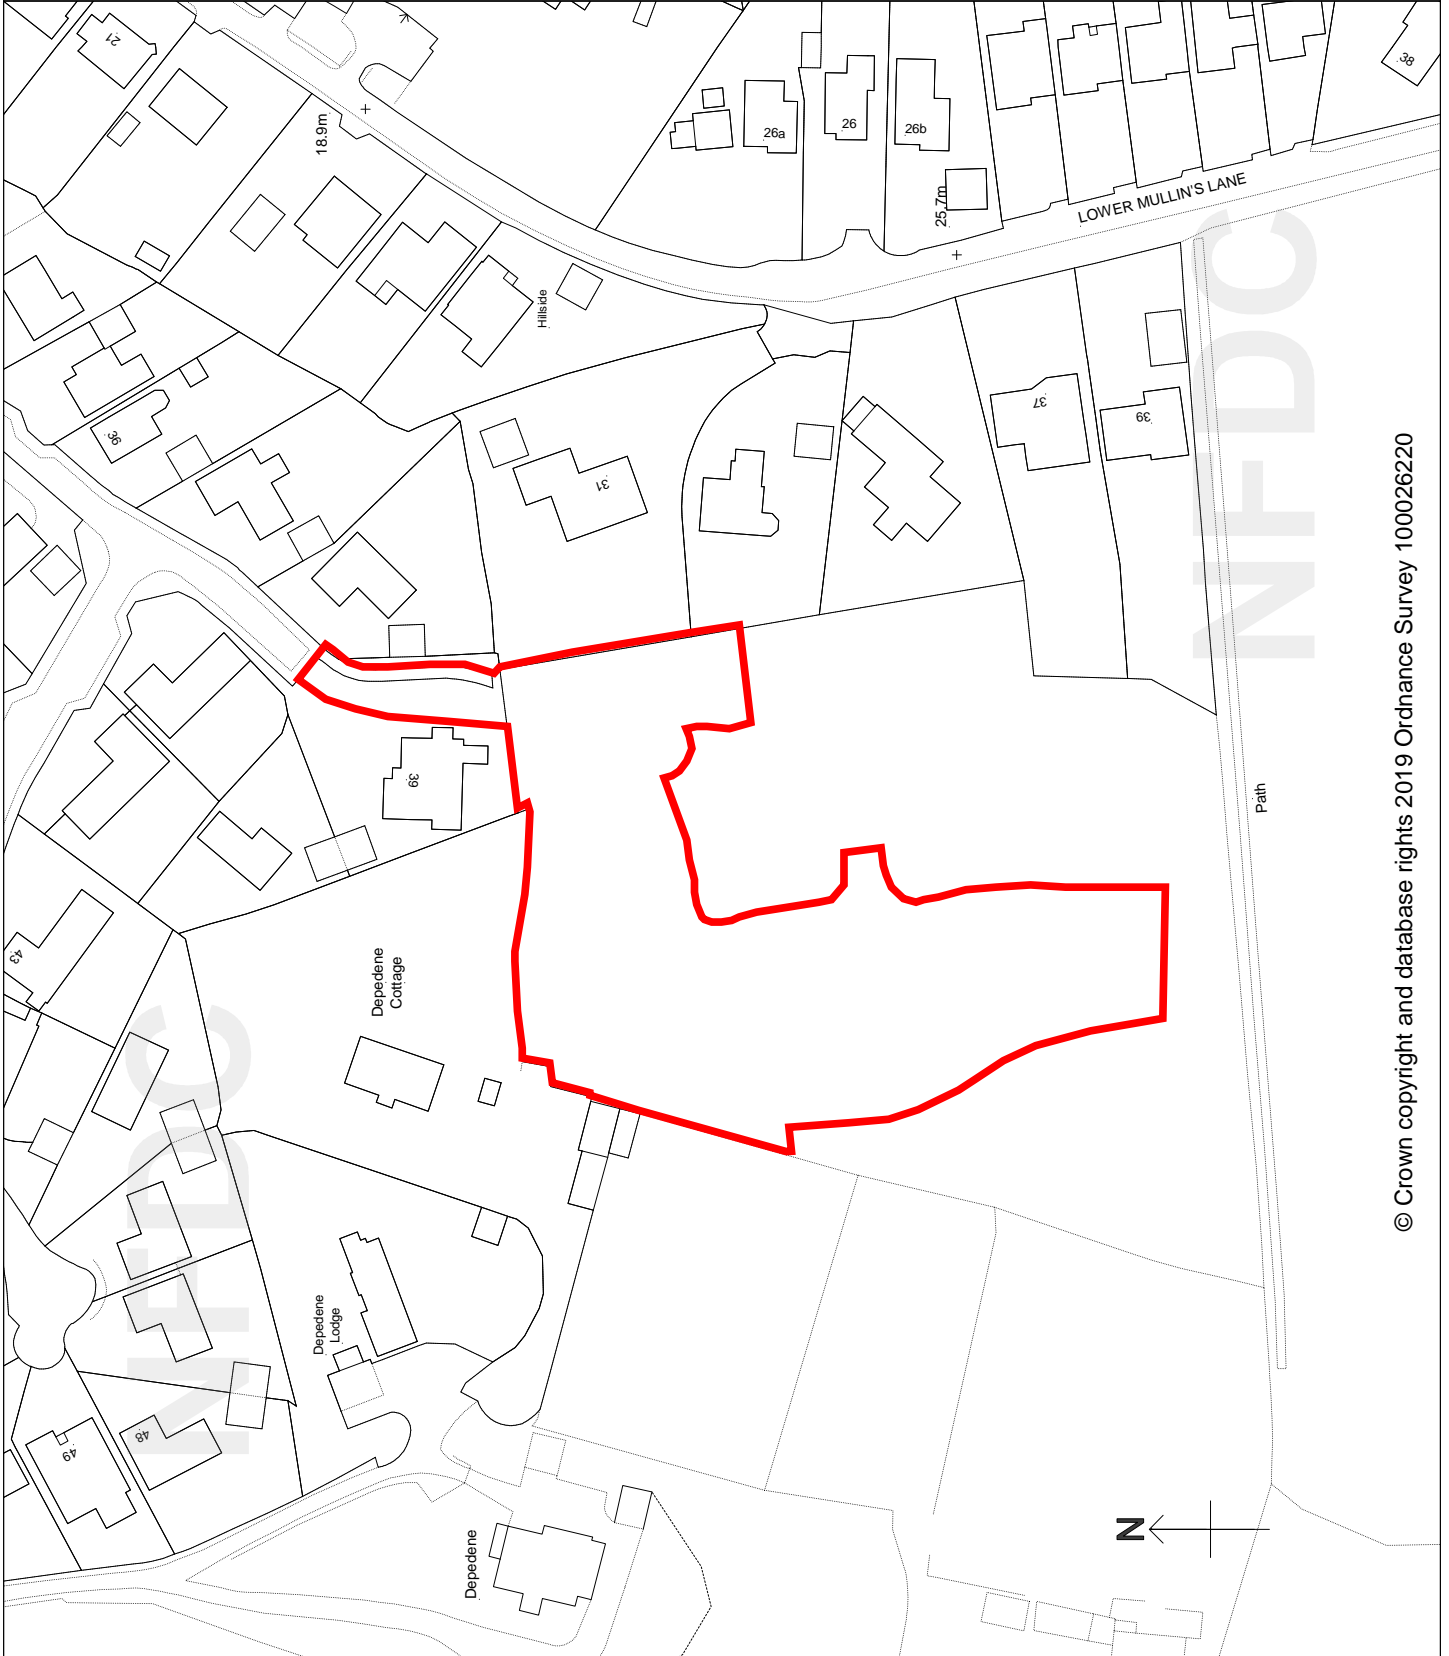 21
18.9m
26a
26
26b
38
25.7m
LOWER MULLIN'S LANE
NFDC
Hillside
36
31
37
39
© Crown copyright and database rights 2019 Ordnance Survey 100026220
39
Path
43
Depedene
Cottage
NFDC
Depedene
Lodge
49
48
Depedene
N